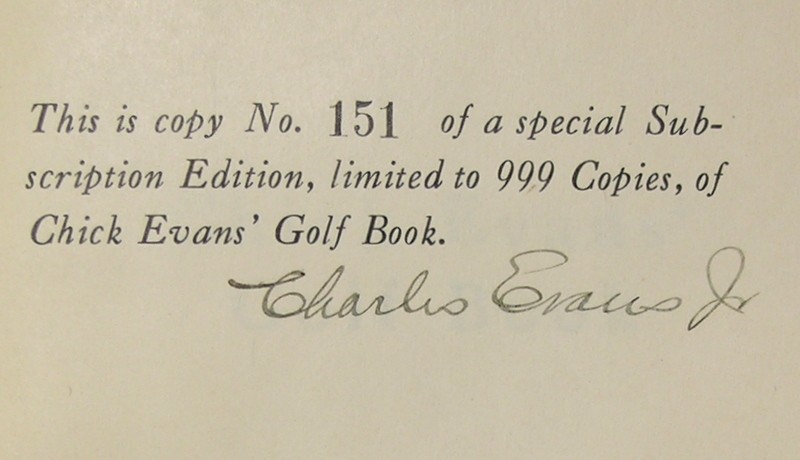 This is copy No. 151 of a special Sub-
scription Edition, limited to 999 Copies, of
Chick Evans' Golf Book.
Charles Evans Jr